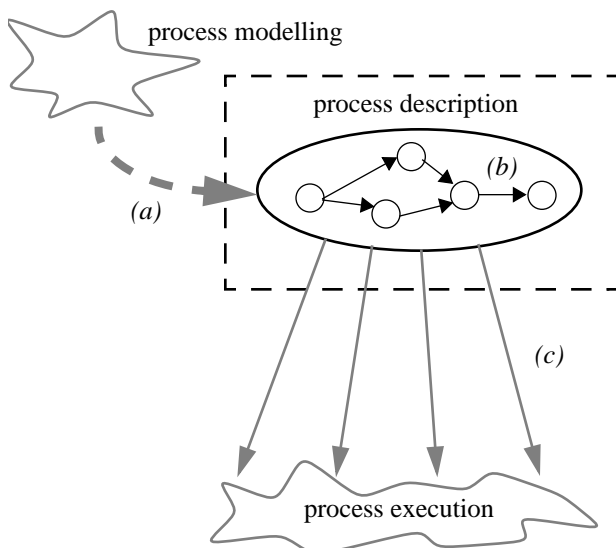 process modelling
process description
(b)
(a)
(c)
process execution